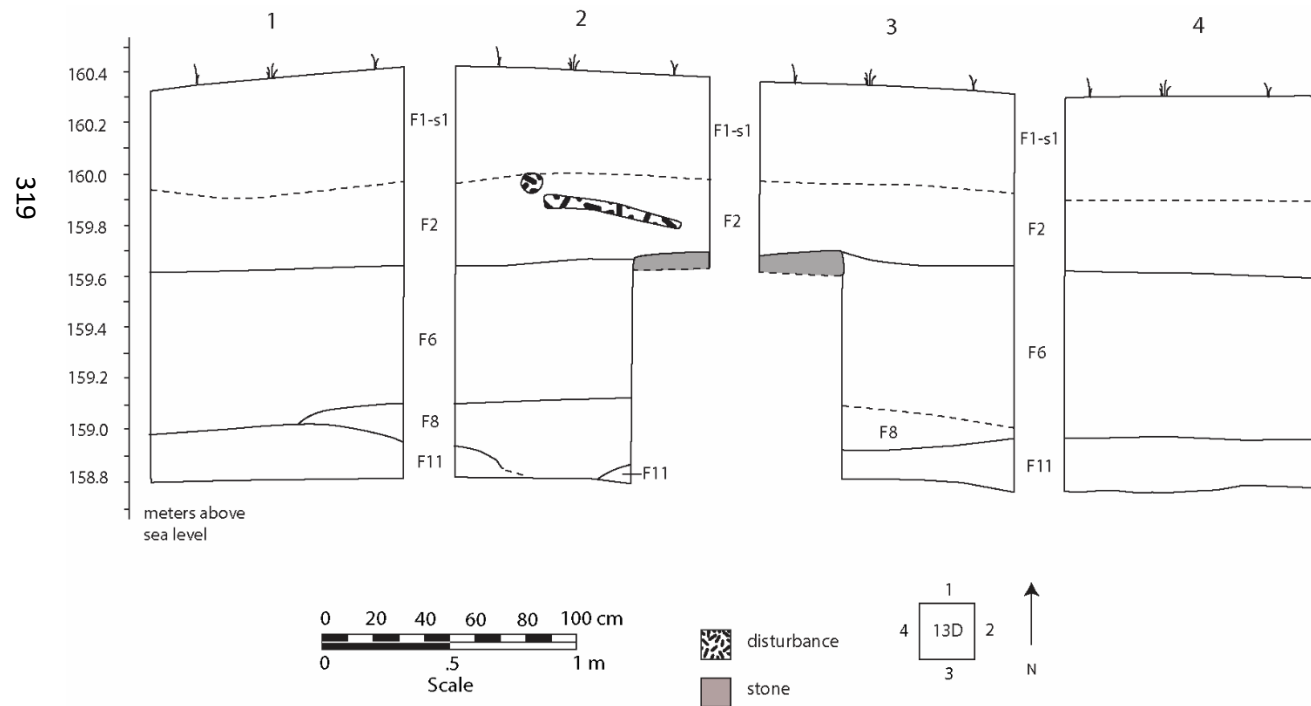 1 2 3 4
160.4
160.2
160.0
159.8
159.6
159.4
159.2
159.0
158.8
meters above
sea level
319
F1-s1 F1-s1 F1-s1
F2 F2 F2
F6 F6
F8 F8
F11 F11 F11
0 20 40 60 80 100 cm
0 .5 1 m
Scale
disturbance
stone
1
4 13D 2
3
N